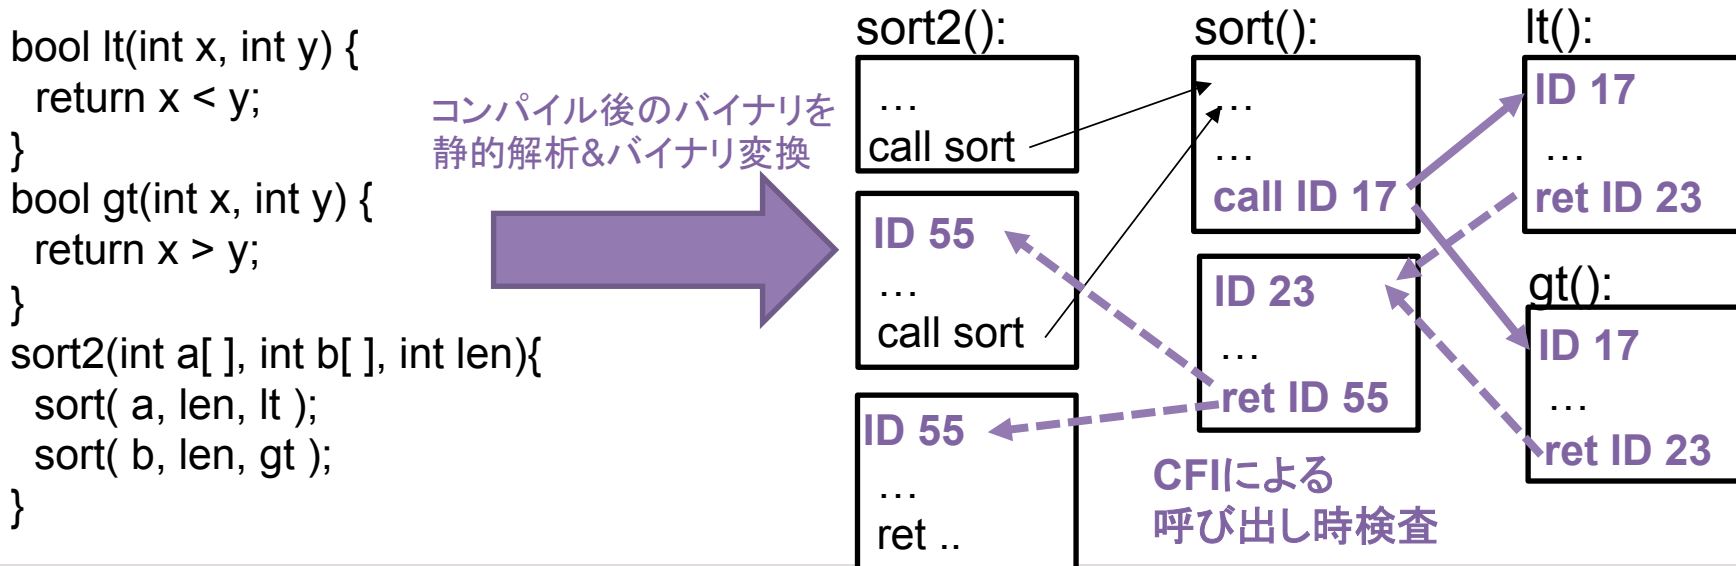 bool lt(int x, int y) {
return x < y;
}
bool gt(int x, int y) {
return x > y;
}
sort2(int a[ ], int b[ ], int len){
sort( a, len, lt );
sort( b, len, gt );
}
コンパイル後のバイナリを
静的解析&バイナリ変換
sort2():
…
call sort
ID 55
…
call sort
ID 55
…
ret ..
sort():
…
…
call ID 17
ID 23
…
ret ID 55
CFIによる
呼び出し時検査
lt():
ID 17
…
ret ID 23
gt():
ID 17
…
ret ID 23